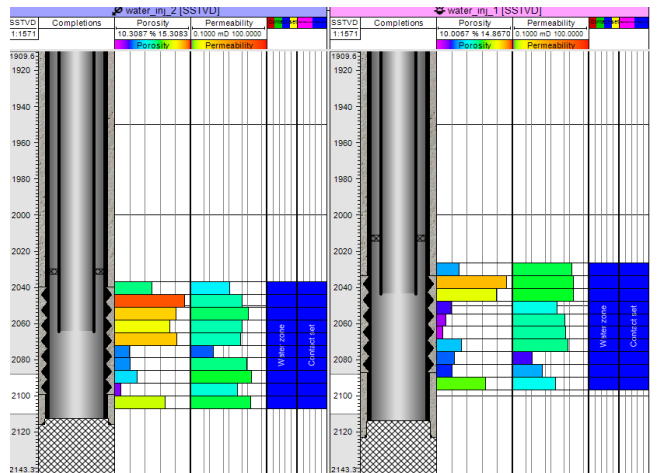 water_inj_2 [SSTVD]
water_inj_1 [SSTVD]
SSTVD Completions Porosity Permeability
SSTVD Completions Porosity Permeability
1:1571 10.3087 % 15.3083 0.1000 mD 100.0000
1:1571 10.0067 % 14.8670 0.1000 mD 100.0000
Porosity Permeability
Porosity Permeability
1909.6
1909.6
1920
1920
1940
1940
1960
1960
1980
1980
2000
2000
2020
2020
2040
2040
2060
2060
2080
2080
2100
2100
2120
2120
2143.3
2143.3
Water zone
Contact set
Water zone
Contact set